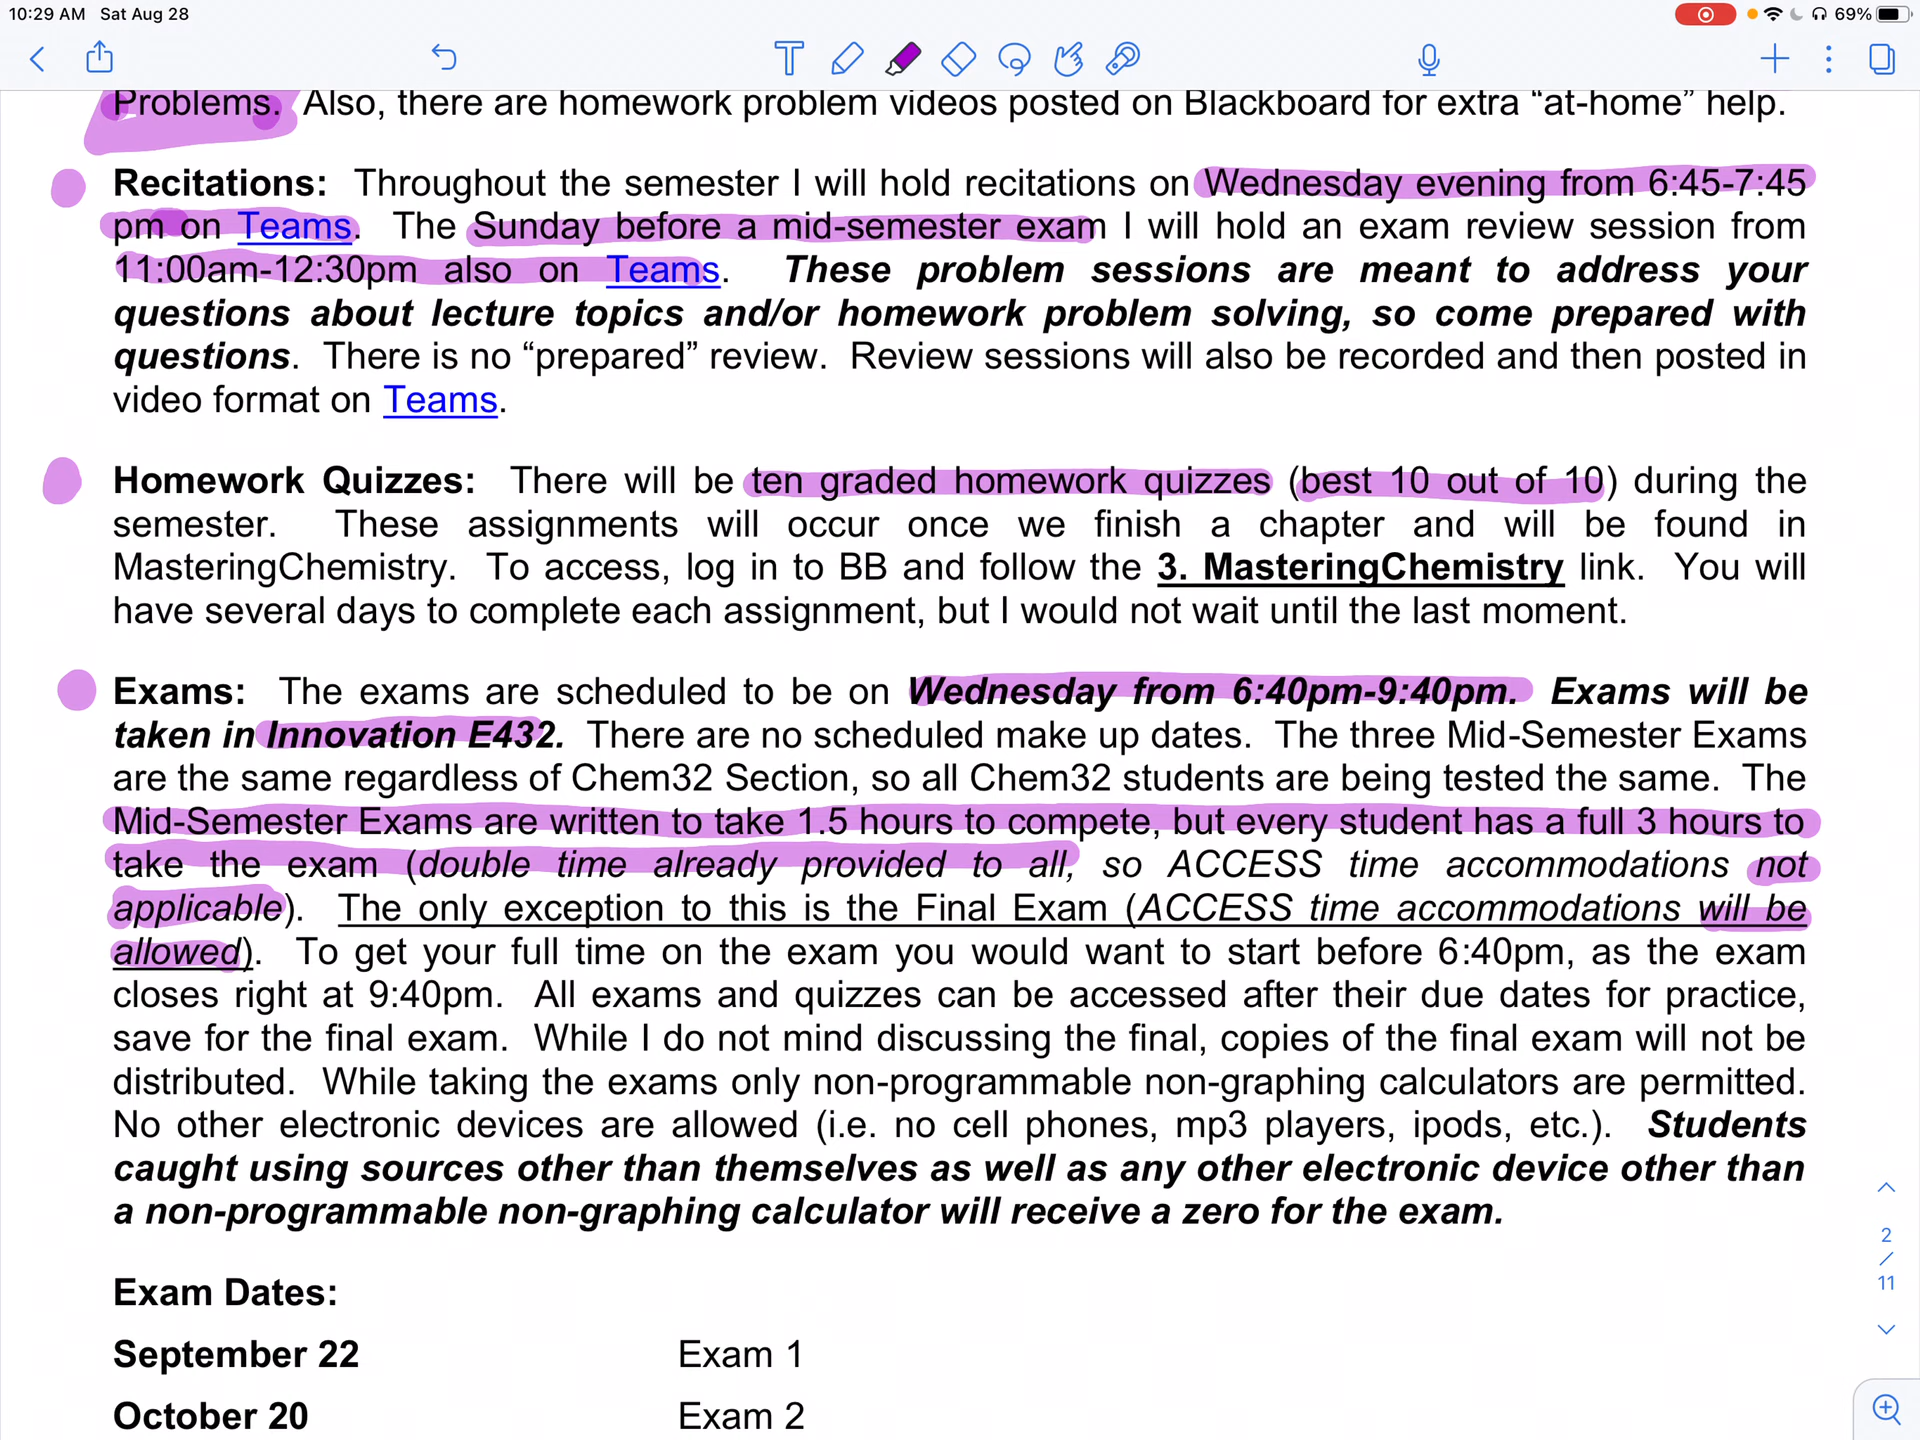 10:29 AM Sat Aug 28
69%
Problems. Also, there are homework problem videos posted on Blackboard for extra “at-home” help.
Recitations: Throughout the semester I will hold recitations on Wednesday evening from 6:45-7:45
pm on Teams. The Sunday before a mid-semester exam I will hold an exam review session from
11:00am-12:30pm also on Teams. These problem sessions are meant to address your
questions about lecture topics and/or homework problem solving, so come prepared with
questions. There is no “prepared” review. Review sessions will also be recorded and then posted in
video format on Teams.
Homework Quizzes: There will be ten graded homework quizzes (best 10 out of 10) during the
semester. These assignments will occur once we finish a chapter and will be found in
MasteringChemistry. To access, log in to BB and follow the 3. MasteringChemistry link. You will
have several days to complete each assignment, but I would not wait until the last moment.
Exams: The exams are scheduled to be on Wednesday from 6:40pm-9:40pm. Exams will be
taken in Innovation E432. There are no scheduled make up dates. The three Mid-Semester Exams
are the same regardless of Chem32 Section, so all Chem32 students are being tested the same. The
Mid-Semester Exams are written to take 1.5 hours to compete, but every student has a full 3 hours to
take the exam (double time already provided to all, so ACCESS time accommodations not
applicable). The only exception to this is the Final Exam (ACCESS time accommodations will be
allowed). To get your full time on the exam you would want to start before 6:40pm, as the exam
closes right at 9:40pm. All exams and quizzes can be accessed after their due dates for practice,
save for the final exam. While I do not mind discussing the final, copies of the final exam will not be
distributed. While taking the exams only non-programmable non-graphing calculators are permitted.
No other electronic devices are allowed (i.e. no cell phones, mp3 players, ipods, etc.). Students
caught using sources other than themselves as well as any other electronic device other than
a non-programmable non-graphing calculator will receive a zero for the exam.
2
/
11
Exam Dates:
September 22 Exam 1
October 20 Exam 2